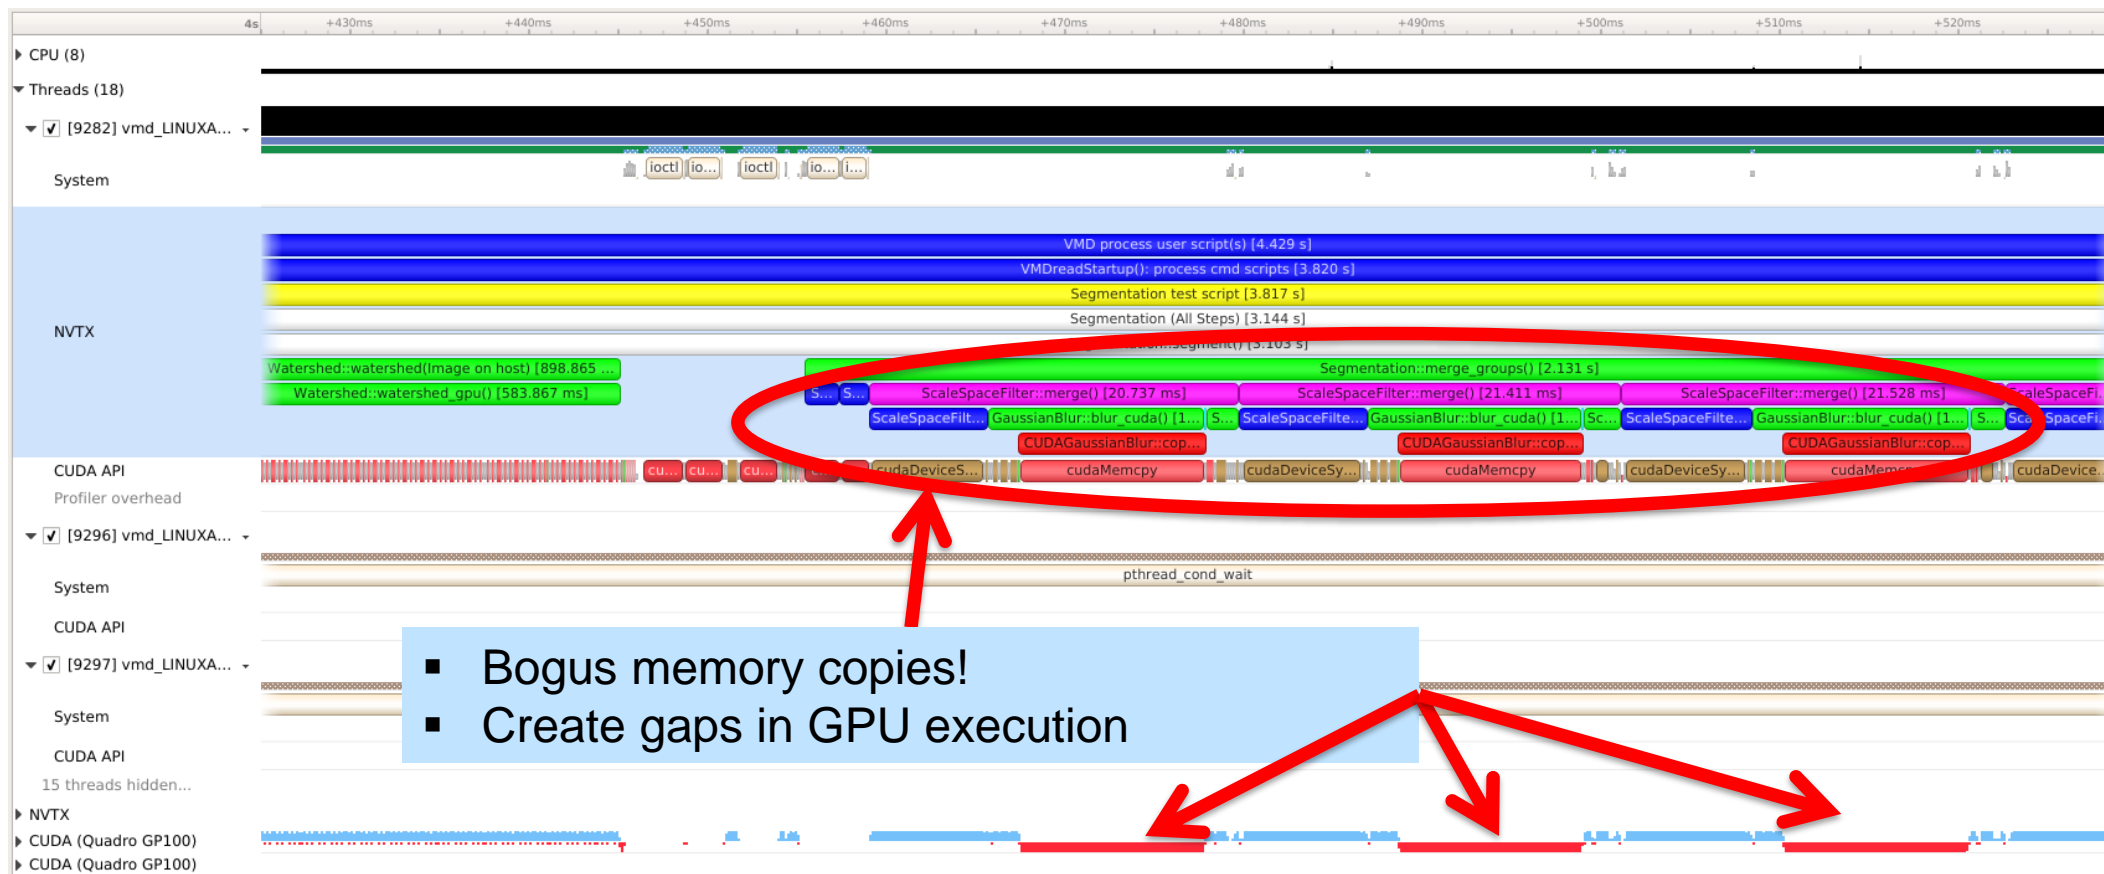 4s +430ms +440ms +450ms +460ms +470ms +480ms +490ms +500ms +510ms +520ms
CPU (8)
Threads (18)
[9282] vmd_LINUXA...
ioctl io... ioctl io... i...
System
VMD process user script(s) [4.429 s]
VMDreadStartup(): process cmd scripts [3.820 s]
Segmentation test script [3.817 s]
Segmentation (All Steps) [3.144 s]
NVTX
[3.103 s]
Watershed::watershed(Image on host) [898.865 ... Segmentation::merge_groups() [2.131 s]
Watershed::watershed_gpu() [583.867 ms] S... S... ScaleSpaceFilter::merge() [20.737 ms] ScaleSpaceFilter::merge() [21.411 ms] ScaleSpaceFilter::merge() [21.528 ms] ScaleSpaceFi...
ScaleSpaceFilt... GaussianBlur::blur_cuda() [1... S... ScaleSpaceFilte... GaussianBlur::blur_cuda() [1... Sc... ScaleSpaceFilte... GaussianBlur::blur_cuda() [1... S...
CUDAGaussianBlur::cop... CUDAGaussianBlur::cop... CUDAGaussianBlur::cop...
CUDA API cu... cu... cu... cudaDeviceS... cudaMemcpy cudaDeviceSy... cudaMemcpy cudaDeviceSy... cudaDevice...
Profiler overhead
[9296] vmd_LINUXA...
pthread_cond_wait
System
CUDA API
[9297] vmd_LINUXA...
▪ Bogus memory copies!
▪ Create gaps in GPU execution
System
CUDA API
15 threads hidden...
NVTX
CUDA (Quadro GP100)
CUDA (Quadro GP100)